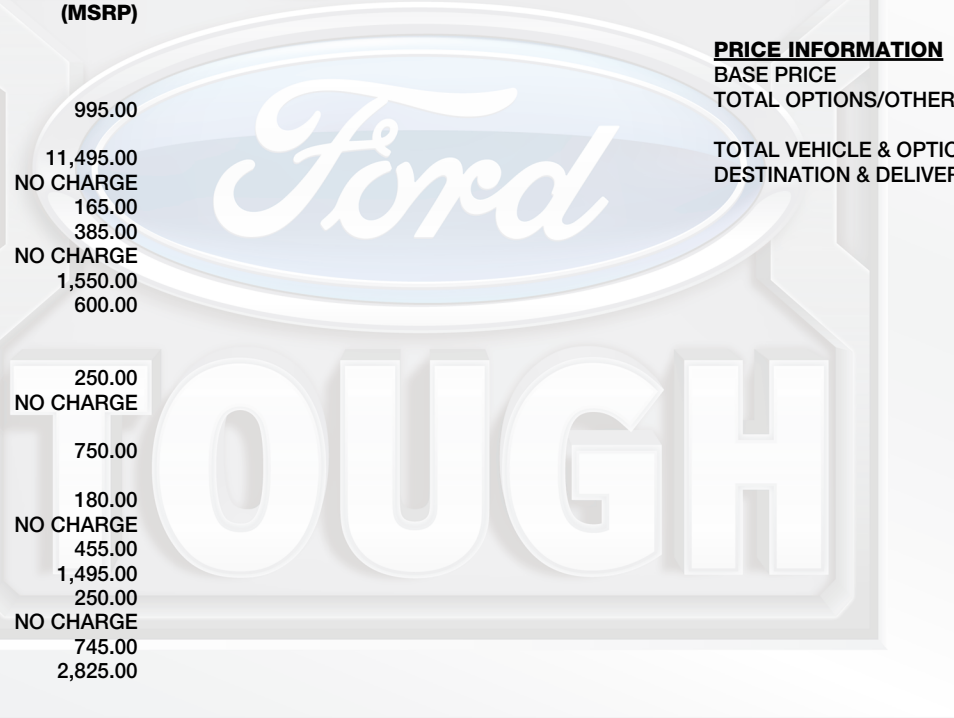 (MSRP)
995.00
11,495.00
NO CHARGE
165.00
385.00
NO CHARGE
1,550.00
600.00
250.00
NO CHARGE
750.00
180.00
NO CHARGE
455.00
1,495.00
250.00
NO CHARGE
745.00
2,825.00
PRICE INFORMATION
BASE PRICE
TOTAL OPTIONS/OTHER
TOTAL VEHICLE & OPTIO
DESTINATION & DELIVER
Ford
TOUGH